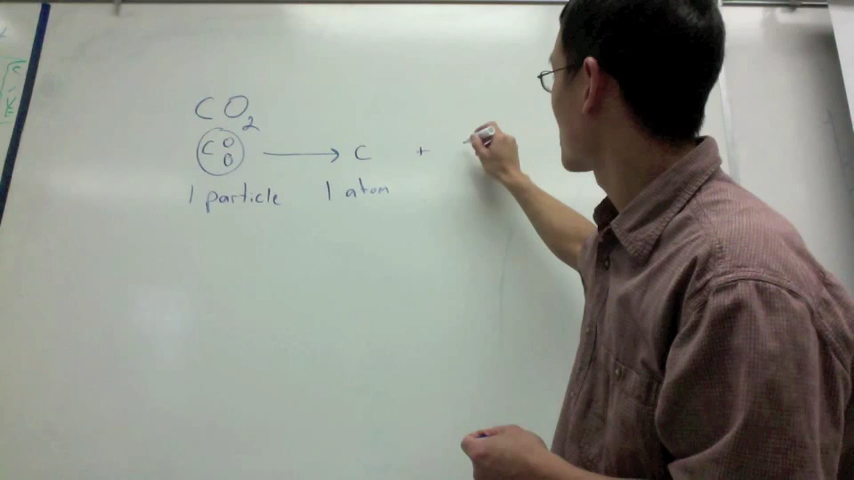 CO2
C O → C +
O
1 particle 1 atom